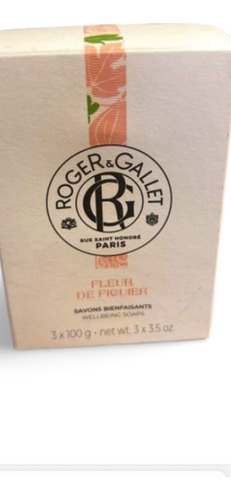 ROGER & GALLET
RG
RUE SAINT HONORÉ
PARIS
FLEUR
DE FIGUIER
SAVONS BIENFAISANTS
WELLBEING SOAPS
3 x 100 g - net wt. 3 x 3.5 oz